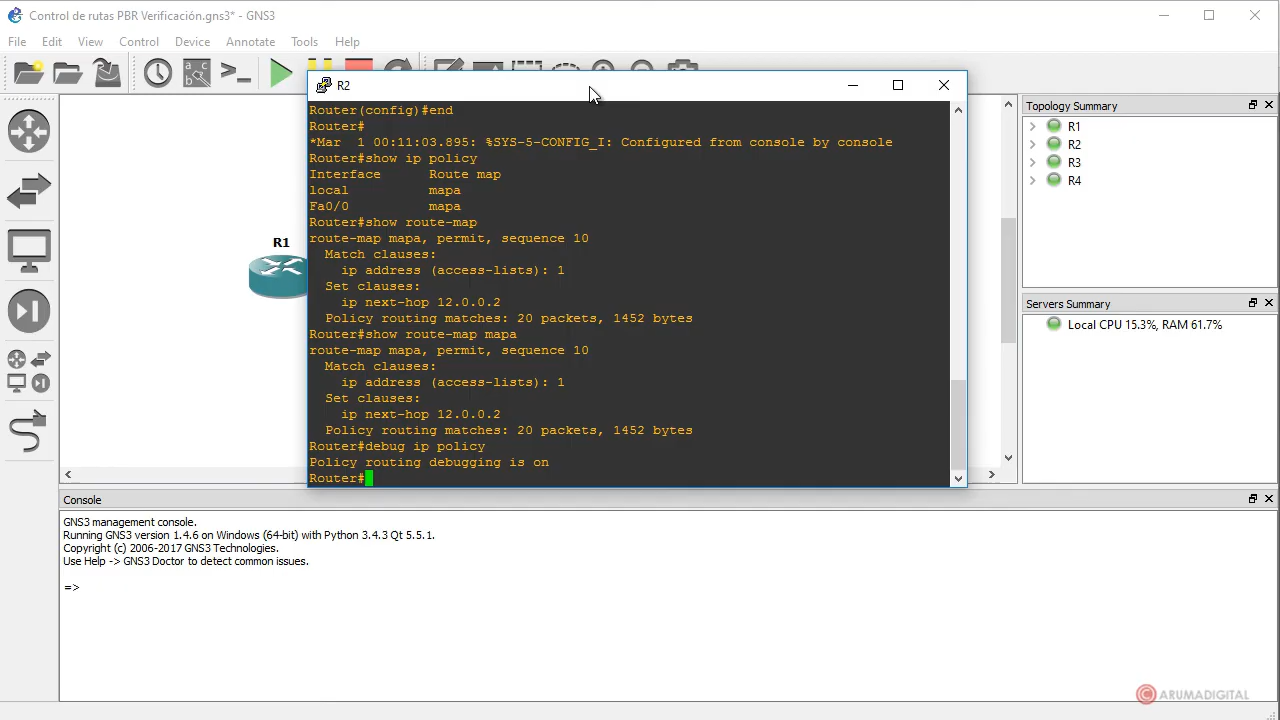 Control de rutas PBR Verificación.gns3* - GNS3
File Edit View Control Device Annotate Tools Help
R2
Router(config)#end
Router#
*Mar  1 00:11:03.895: %SYS-5-CONFIG_I: Configured from console by console
Router#show ip policy
Interface      Route map
local          mapa
Fa0/0          mapa
Router#show route-map
route-map mapa, permit, sequence 10
  Match clauses:
    ip address (access-lists): 1
  Set clauses:
    ip next-hop 12.0.0.2
  Policy routing matches: 20 packets, 1452 bytes
Router#show route-map mapa
route-map mapa, permit, sequence 10
  Match clauses:
    ip address (access-lists): 1
  Set clauses:
    ip next-hop 12.0.0.2
  Policy routing matches: 20 packets, 1452 bytes
Router#debug ip policy
Policy routing debugging is on
Router#
R1
Topology Summary
R1
R2
R3
R4
Servers Summary
Local CPU 15.3%, RAM 61.7%
Console
GNS3 management console.
Running GNS3 version 1.4.6 on Windows (64-bit) with Python 3.4.3 Qt 5.5.1.
Copyright (c) 2006-2017 GNS3 Technologies.
Use Help -> GNS3 Doctor to detect common issues.
=>
© ARUMADIGITAL